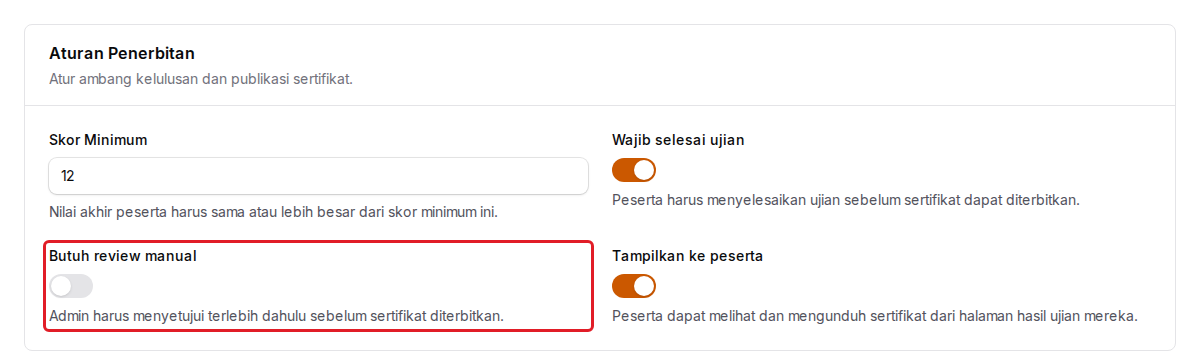 Aturan Penerbitan
Atur ambang kelulusan dan publikasi sertifikat.
Skor Minimum
12
Nilai akhir peserta harus sama atau lebih besar dari skor minimum ini.
Wajib selesai ujian
Peserta harus menyelesaikan ujian sebelum sertifikat dapat diterbitkan.
Butuh review manual
Admin harus menyetujui terlebih dahulu sebelum sertifikat diterbitkan.
Tampilkan ke peserta
Peserta dapat melihat dan mengunduh sertifikat dari halaman hasil ujian mereka.